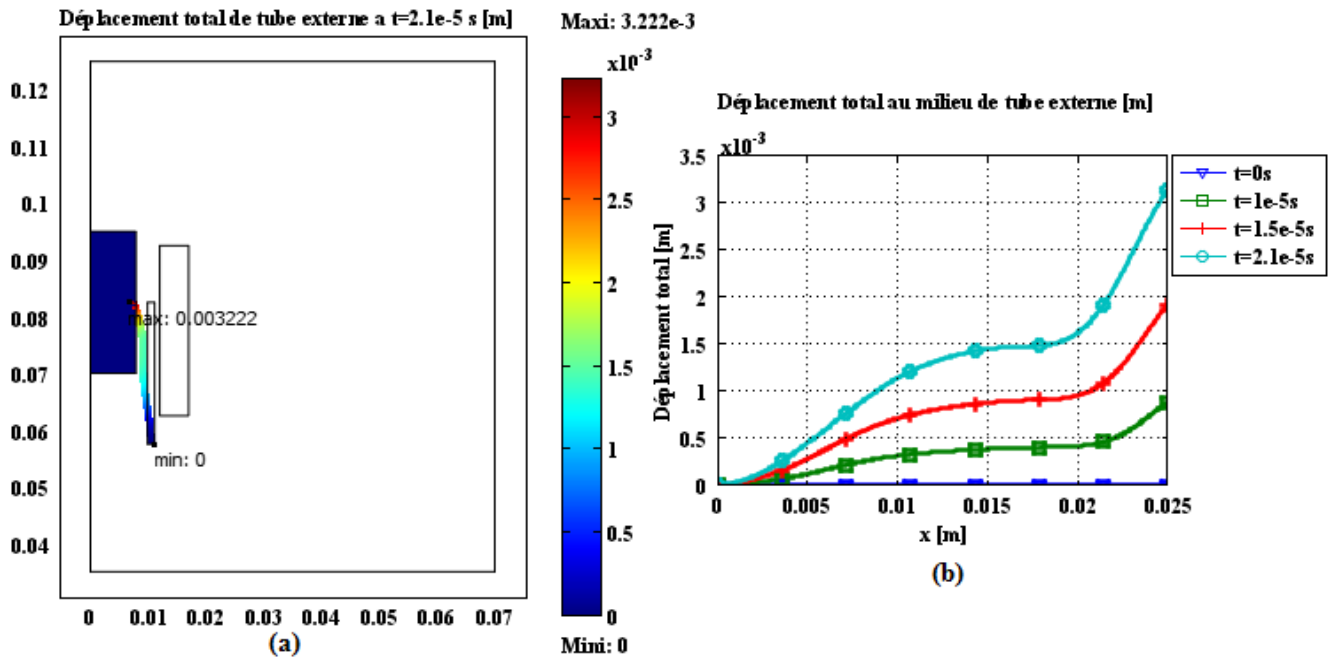 Déplacement total de tube externe a t=2.1e-5 s [m]
Maxi: 3.222e-3
x10⁻³
0.12
0.11
0.1
0.09
0.08
0.07
0.06
0.05
0.04
max: 0.003222
min: 0
0 0.01 0.02 0.03 0.04 0.05 0.06 0.07
(a)
3
2.5
2
1.5
1
0.5
0
Mini: 0
Déplacement total au milieu de tube externe [m]
x10⁻³
3.5
3
2.5
2
1.5
1
0.5
0
Déplacement total [m]
0 0.005 0.01 0.015 0.02 0.025
x [m]
(b)
t=0s
t=1e-5s
t=1.5e-5s
t=2.1e-5s